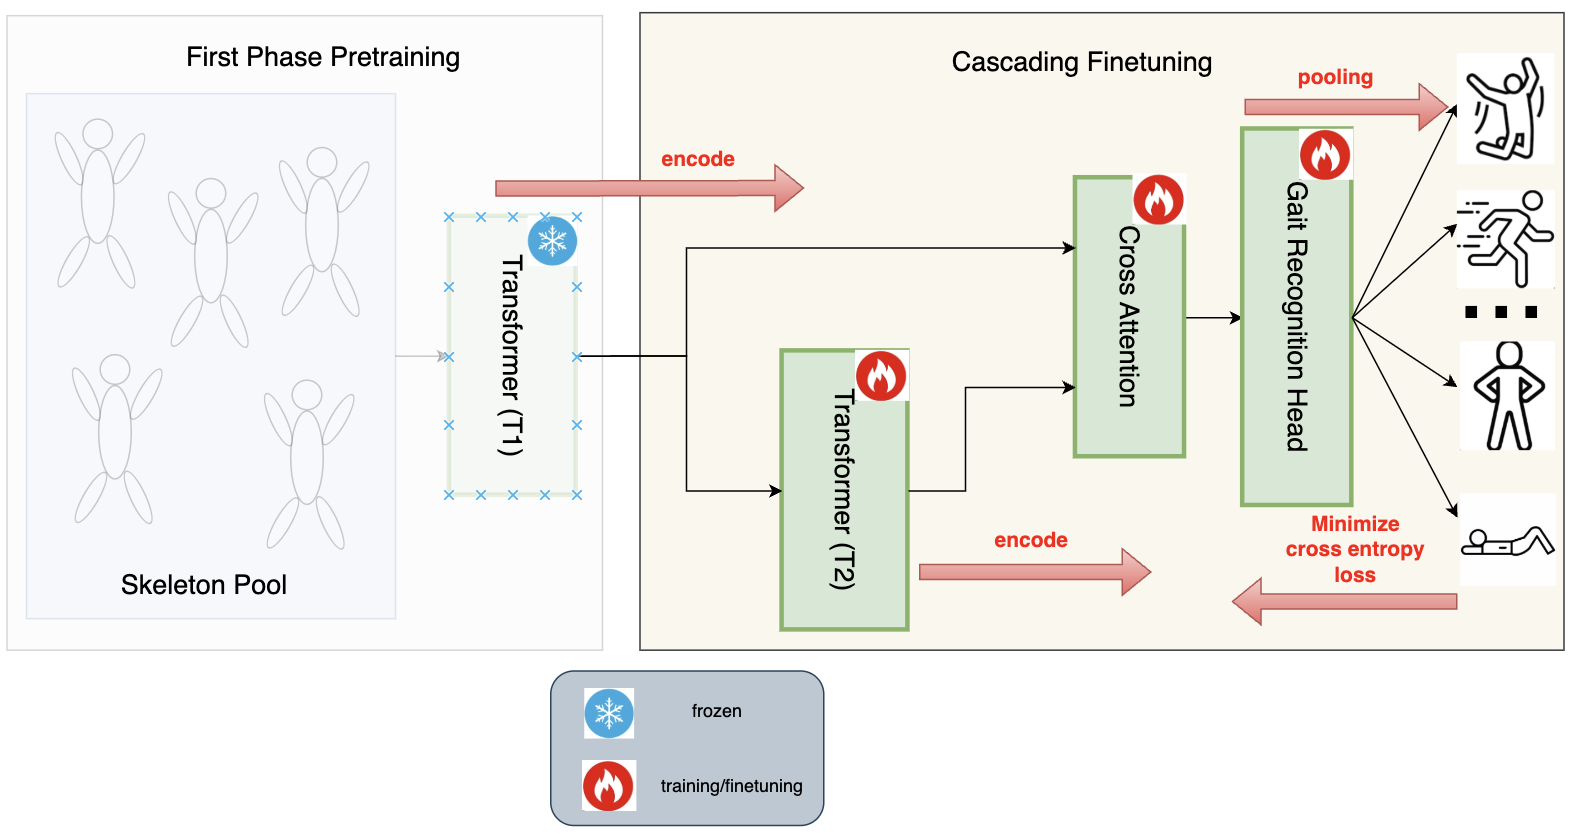 First Phase Pretraining
Skeleton Pool
Transformer (T1)
encode
Cascading Finetuning
Transformer (T2)
encode
Cross Attention
pooling
Gait Recognition Head
Minimize
cross entropy
loss
frozen
training/finetuning